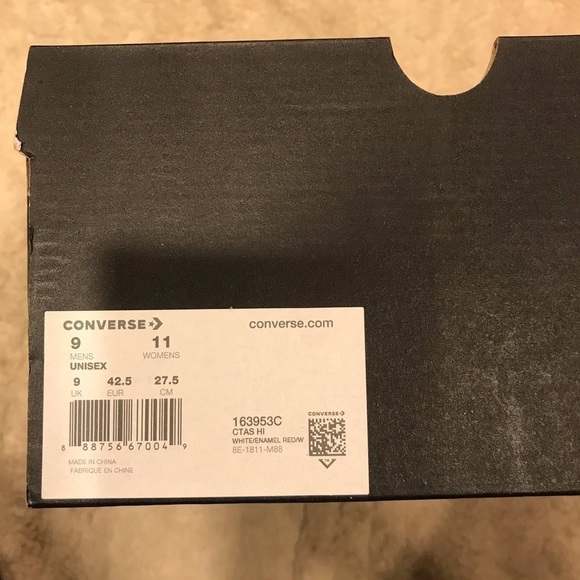 CONVERSE converse.com
9 11
MENS WOMENS
UNISEX
9 42.5 27.5
UK EUR CM
163953C
CTAS HI
WHITE/ENAMEL RED/W
8E-1811-M88
CONVERSE
8 88756 67004 9
MADE IN CHINA
FABRIQUE EN CHINE